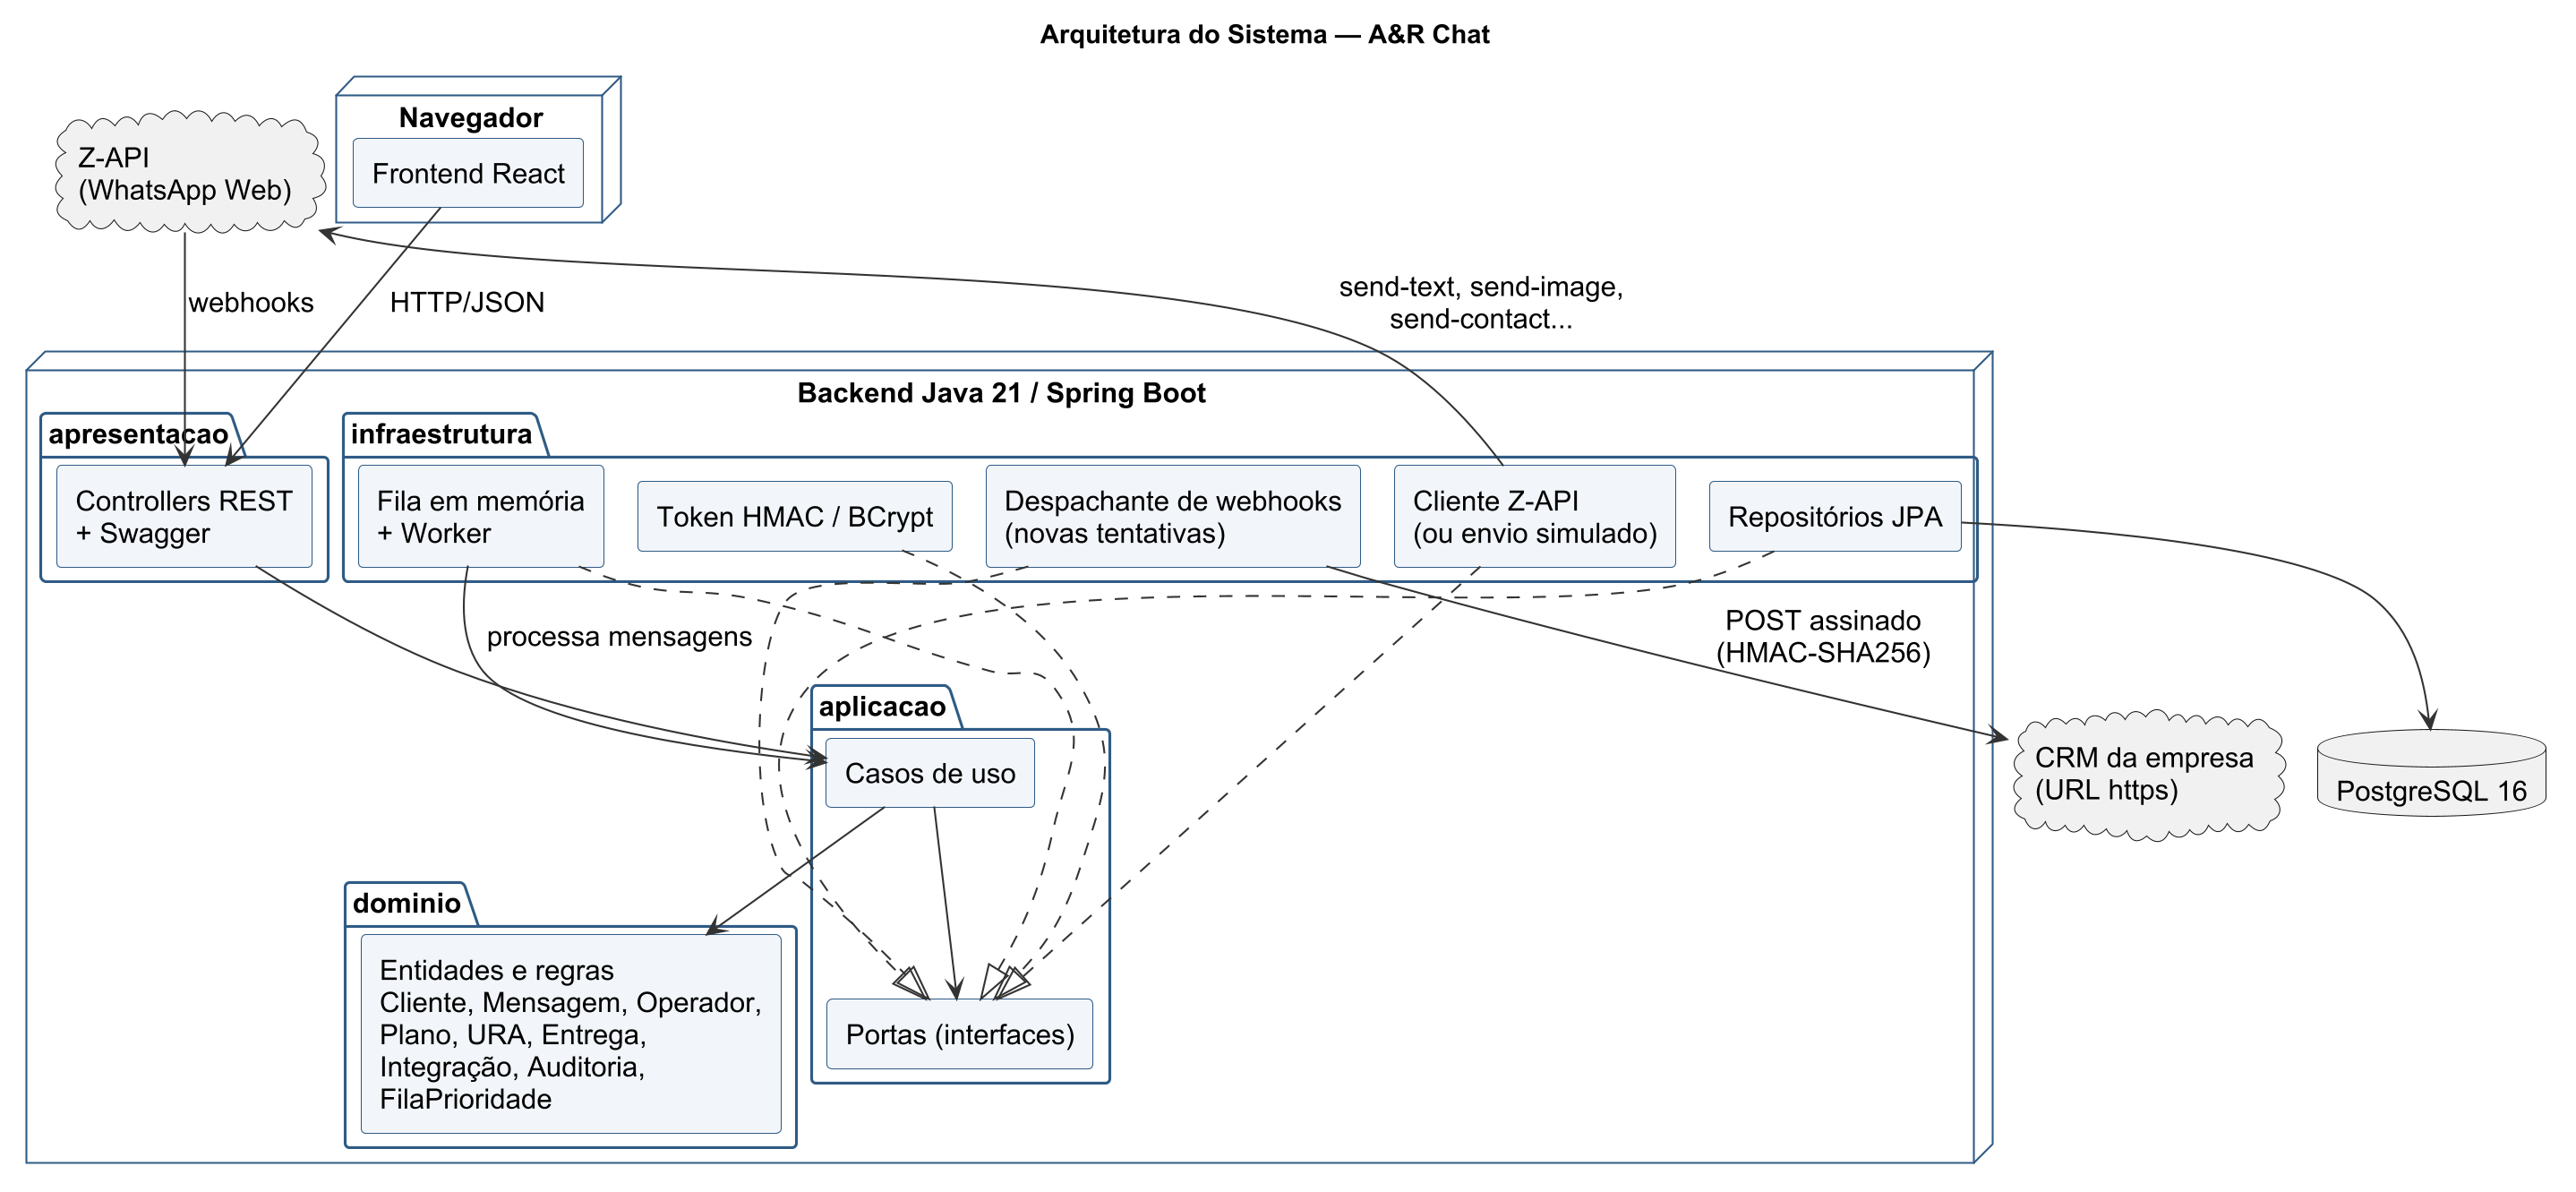 Arquitetura do Sistema — A&R Chat
Z-API
(WhatsApp Web)
Navegador
Frontend React
webhooks
HTTP/JSON
send-text, send-image,
send-contact...
Backend Java 21 / Spring Boot
apresentacao
Controllers REST
+ Swagger
infraestrutura
Fila em memória
+ Worker
Token HMAC / BCrypt
Despachante de webhooks
(novas tentativas)
Cliente Z-API
(ou envio simulado)
Repositórios JPA
processa mensagens
POST assinado
(HMAC-SHA256)
aplicacao
Casos de uso
CRM da empresa
(URL https)
PostgreSQL 16
dominio
Entidades e regras
Cliente, Mensagem, Operador,
Plano, URA, Entrega,
Integração, Auditoria,
FilaPrioridade
Portas (interfaces)